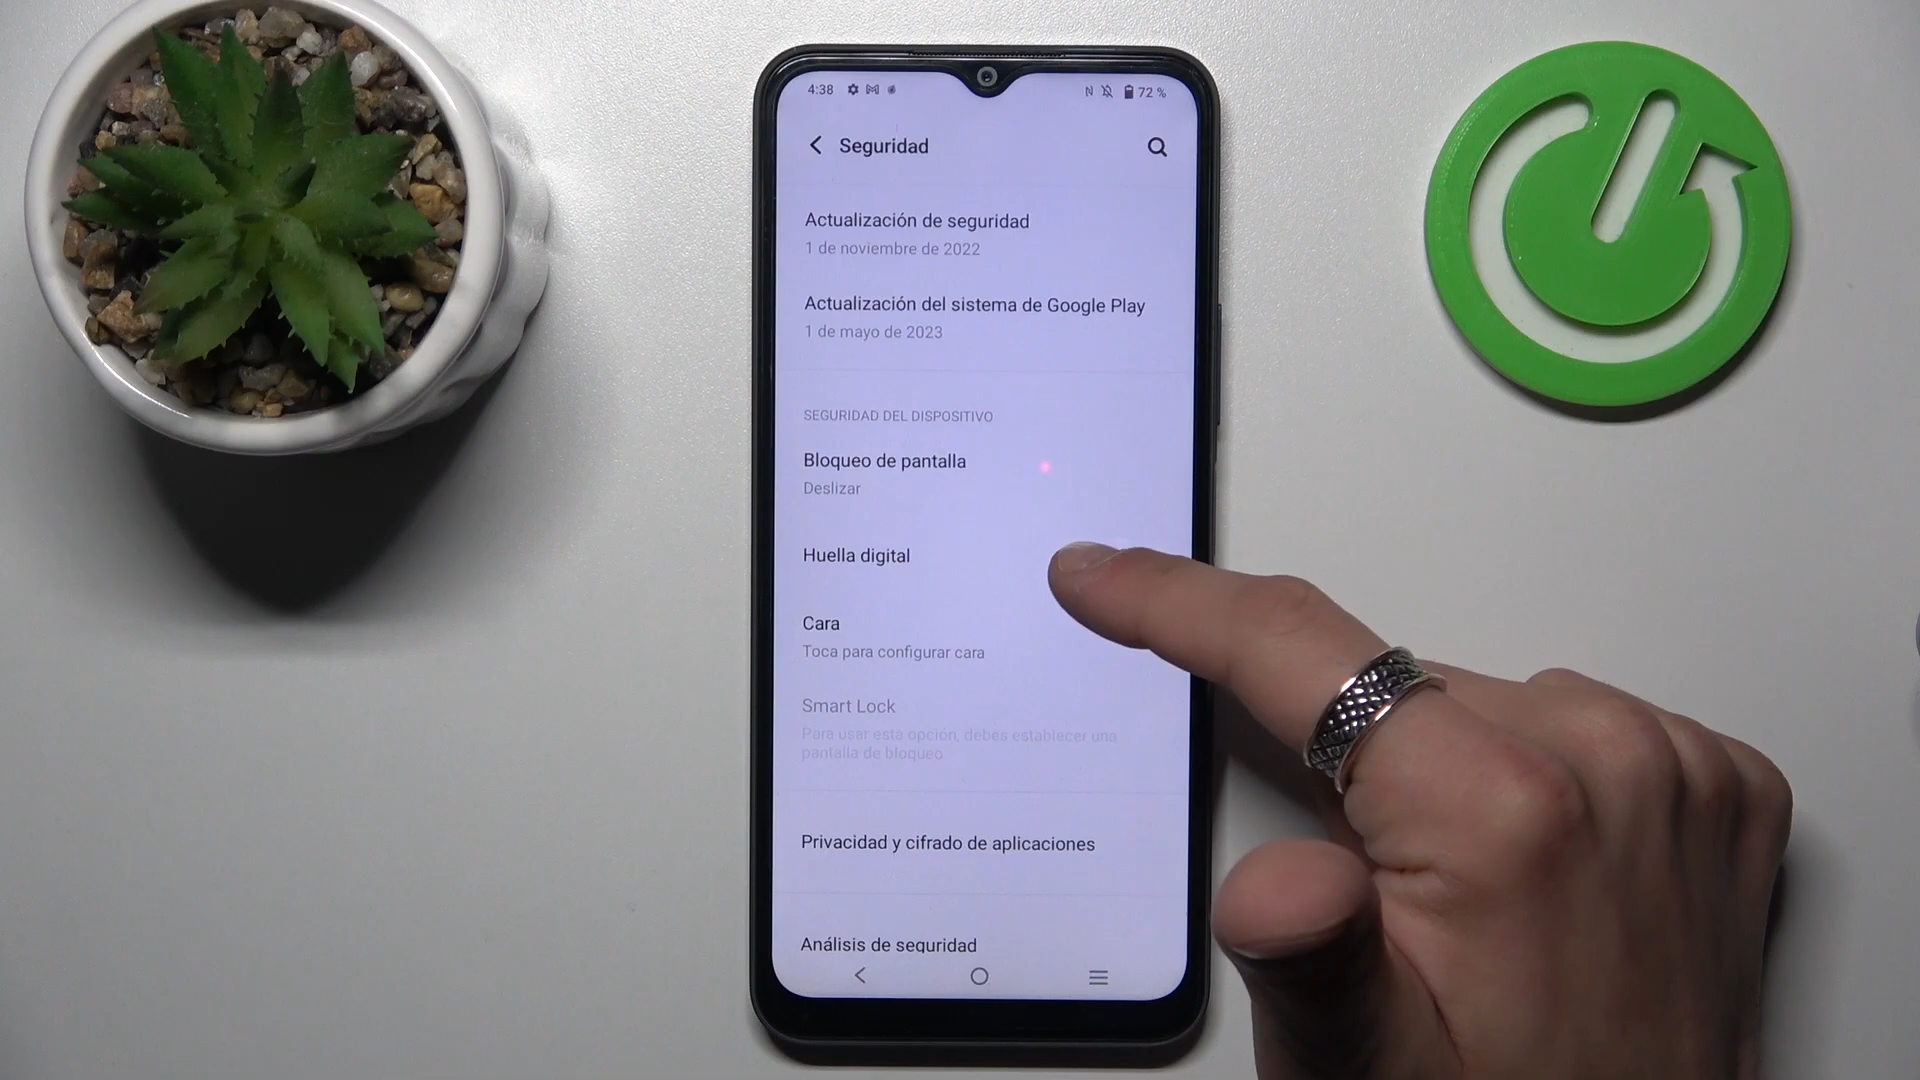 4:38
72 %
Seguridad
Actualización de seguridad
1 de noviembre de 2022
Actualización del sistema de Google Play
1 de mayo de 2023
SEGURIDAD DEL DISPOSITIVO
Bloqueo de pantalla
Deslizar
Huella digital
Cara
Toca para configurar cara
Smart Lock
Para usar esta opción, debes establecer una
pantalla de bloqueo
Privacidad y cifrado de aplicaciones
Análisis de seguridad